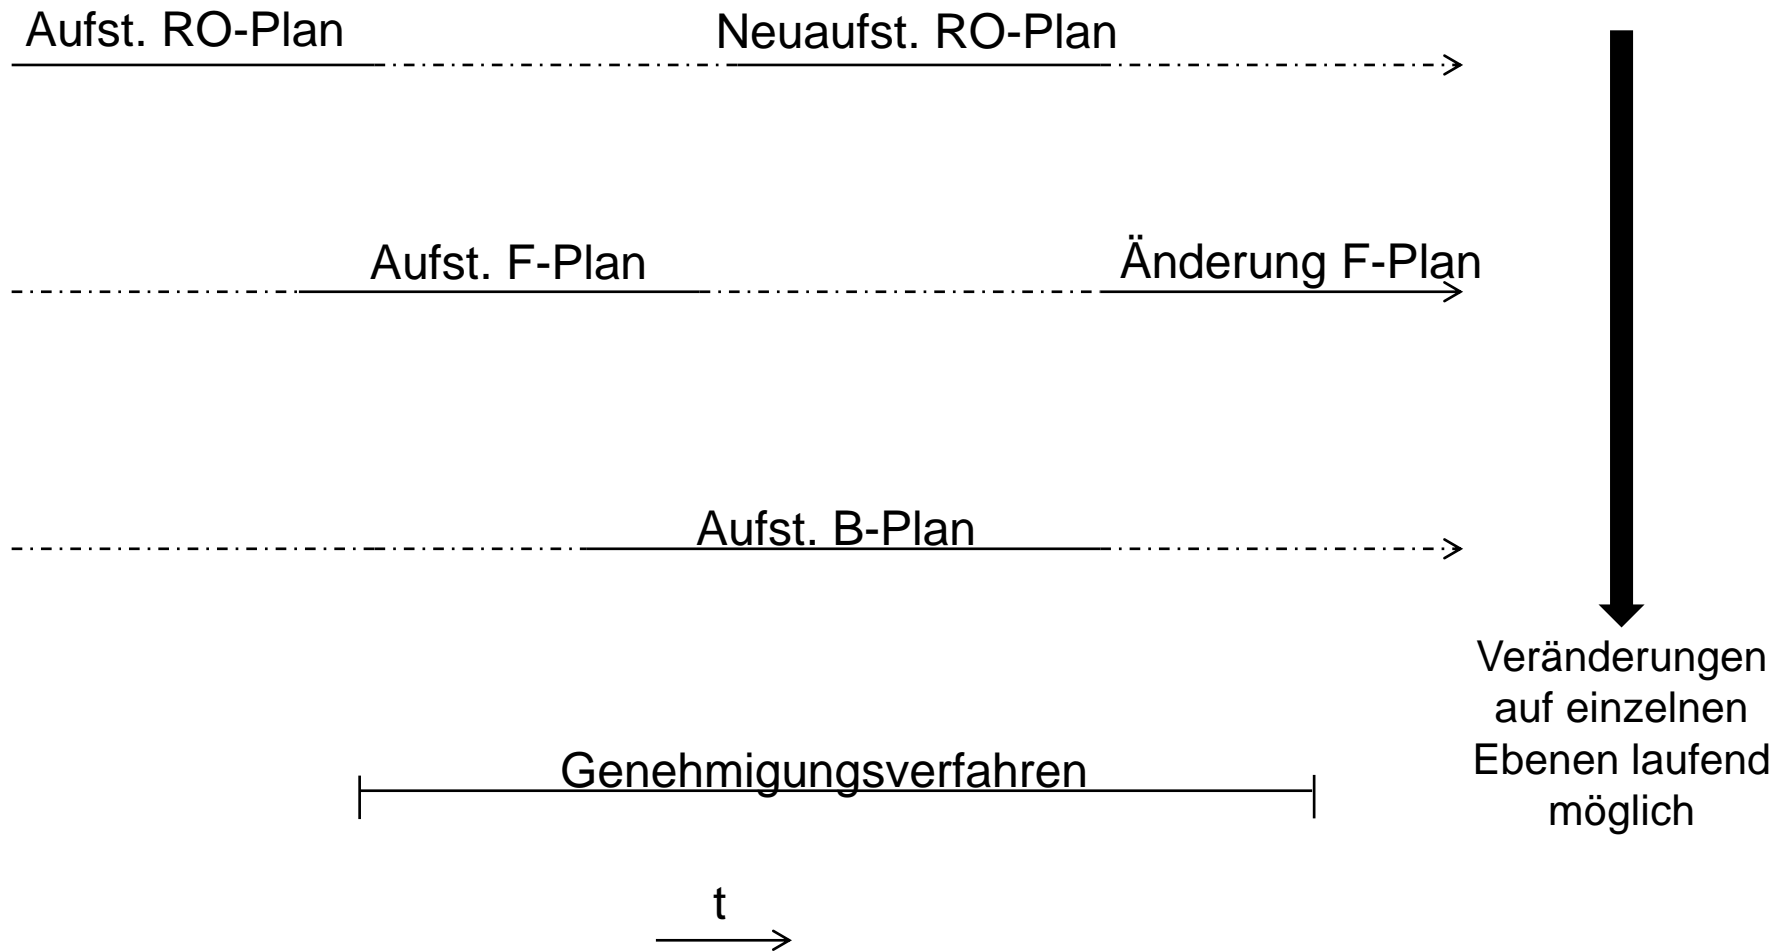 Aufst. RO-Plan
Neuaufst. RO-Plan
Aufst. F-Plan
Änderung F-Plan
Aufst. B-Plan
Veränderungen
auf einzelnen
Ebenen laufend
möglich
Genehmigungsverfahren
t